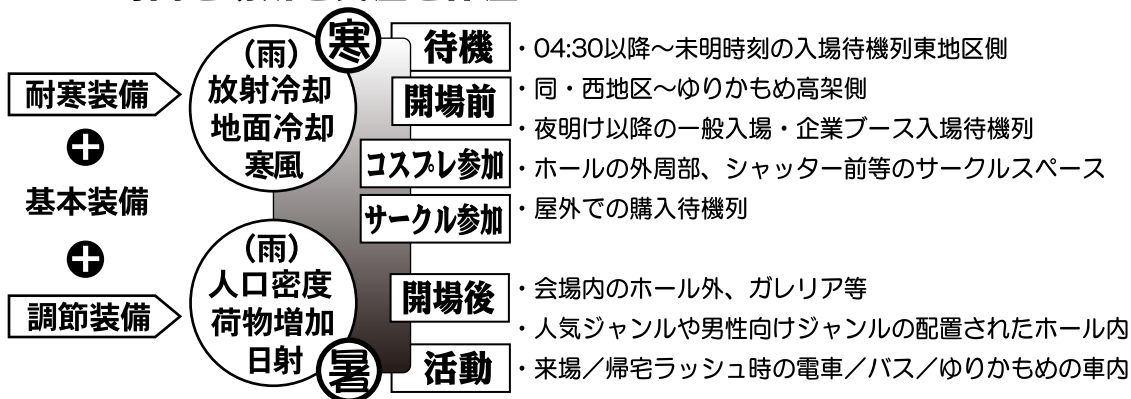 寒
(雨)
放射冷却
地面冷却
寒風
耐寒装備
+
基本装備
+
調節装備
(雨)
人口密度
荷物増加
日射
暑
待機
開場前
コスプレ参加
サークル参加
開場後
活動
・04:30以降～未明時刻の入場待機列東地区側
・同・西地区～ゆりかもめ高架側
・夜明け以降の一般入場・企業ブース入場待機列
・ホールの外周部、シャッター前等のサークルスペース
・屋外での購入待機列
・会場内のホール外、ガレリア等
・人気ジャンルや男性向けジャンルの配置されたホール内
・来場／帰宅ラッシュ時の電車／バス／ゆりかもめの車内